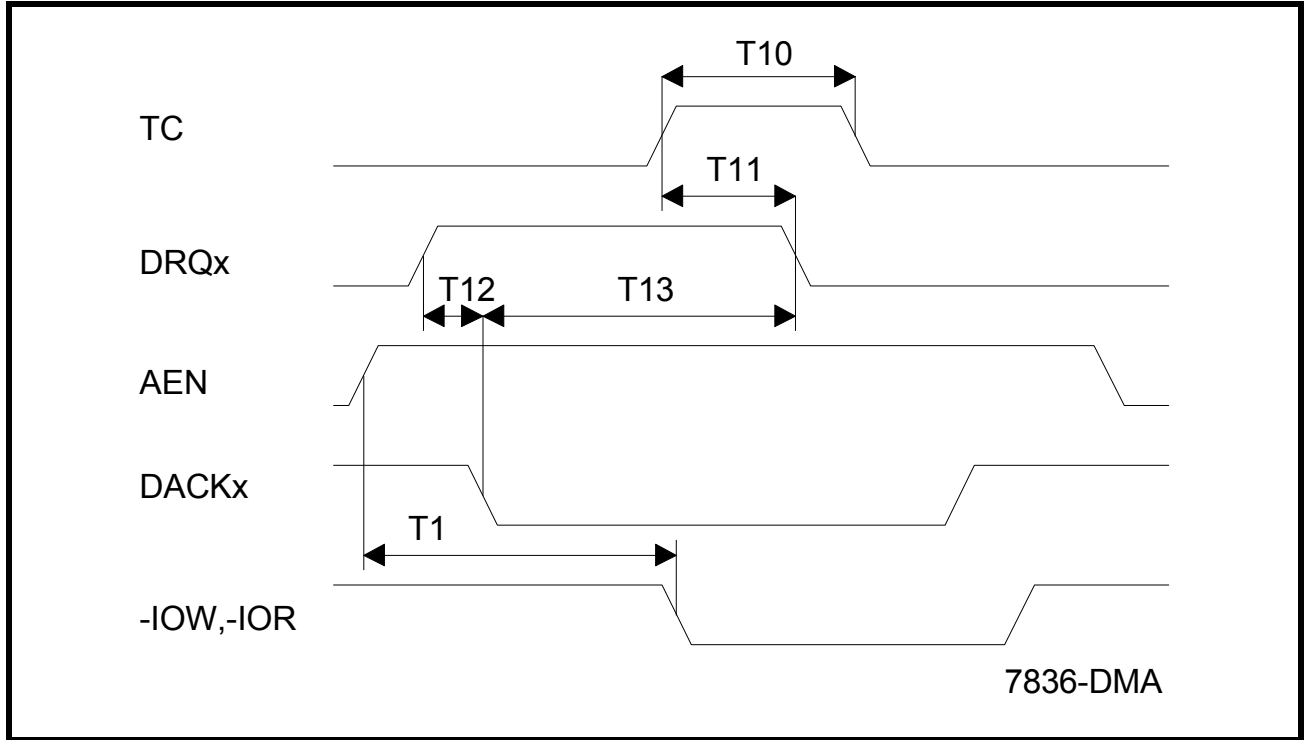 T10
TC
T11
DRQx
T12
T13
AEN
DACKx
T1
-IOW,-IOR
7836-DMA